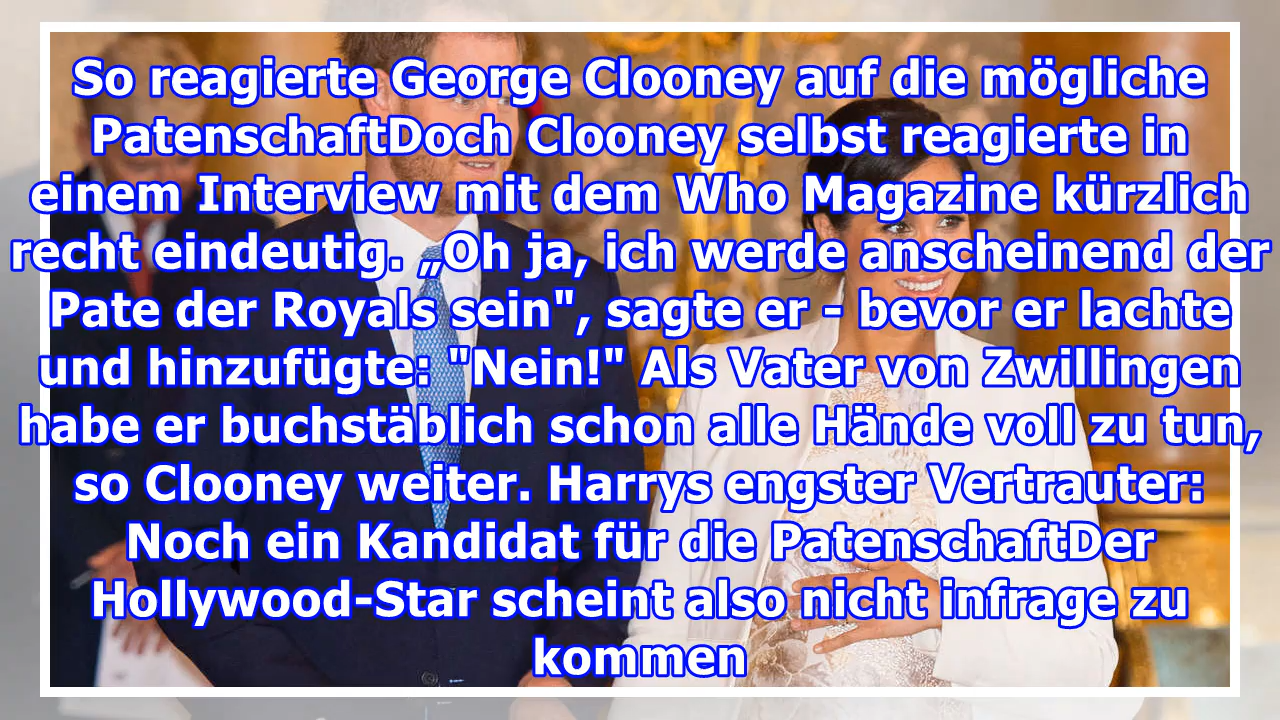 So reagierte George Clooney auf die mögliche
PatenschaftDoch Clooney selbst reagierte in
einem Interview mit dem Who Magazine kürzlich
recht eindeutig. „Oh ja, ich werde anscheinend der
Pate der Royals sein", sagte er - bevor er lachte
und hinzufügte: "Nein!" Als Vater von Zwillingen
habe er buchstäblich schon alle Hände voll zu tun,
so Clooney weiter. Harrys engster Vertrauter:
Noch ein Kandidat für die PatenschaftDer
Hollywood-Star scheint also nicht infrage zu
kommen